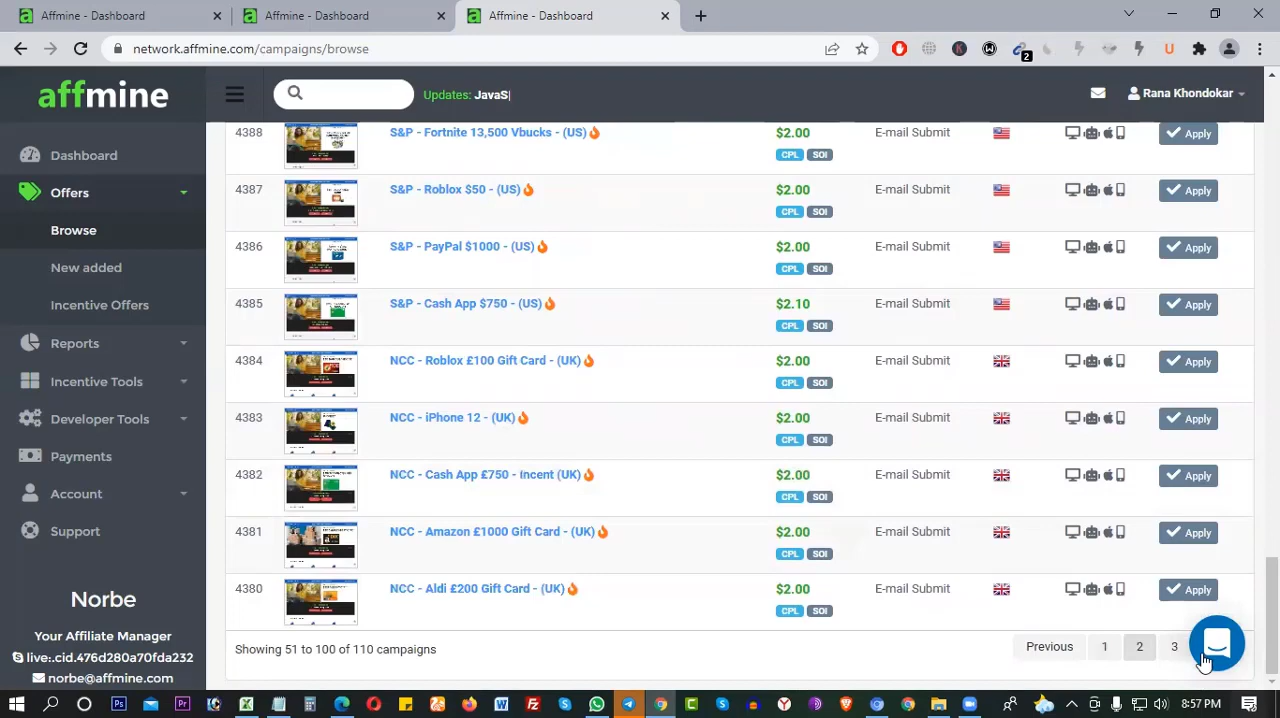 Affmine - Dashboard
Affmine - Dashboard
Affmine - Dashboard
network.affmine.com/campaigns/browse
2
affmine
Updates: JavaS
Rana Khondokar
Offers
Browse
Incentive Offers
Reports
Incentive Tools
Developer Tools
Payments
Account
Norbe
Your Affiliate Manager
live:.cid.476d280a70fda232
norbe@affmine.com
4388 S&P - Fortnite 13,500 Vbucks - (US) $2.00 E-mail Submit Apply
CPL SOI
4387 S&P - Roblox $50 - (US) $2.00 E-mail Submit Apply
CPL SOI
4386 S&P - PayPal $1000 - (US) $2.00 E-mail Submit Apply
CPL SOI
4385 S&P - Cash App $750 - (US) $2.10 E-mail Submit Apply
CPL SOI
4384 NCC - Roblox £100 Gift Card - (UK) $2.00 E-mail Submit Apply
CPL SOI
4383 NCC - iPhone 12 - (UK) $2.00 E-mail Submit Apply
CPL SOI
4382 NCC - Cash App £750 - Incent (UK) $2.00 E-mail Submit Apply
CPL SOI
4381 NCC - Amazon £1000 Gift Card - (UK) $2.00 E-mail Submit Apply
CPL SOI
4380 NCC - Aldi £200 Gift Card - (UK) $2.00 E-mail Submit Apply
CPL SOI
Showing 51 to 100 of 110 campaigns
Previous 1 2 3
8:57 PM